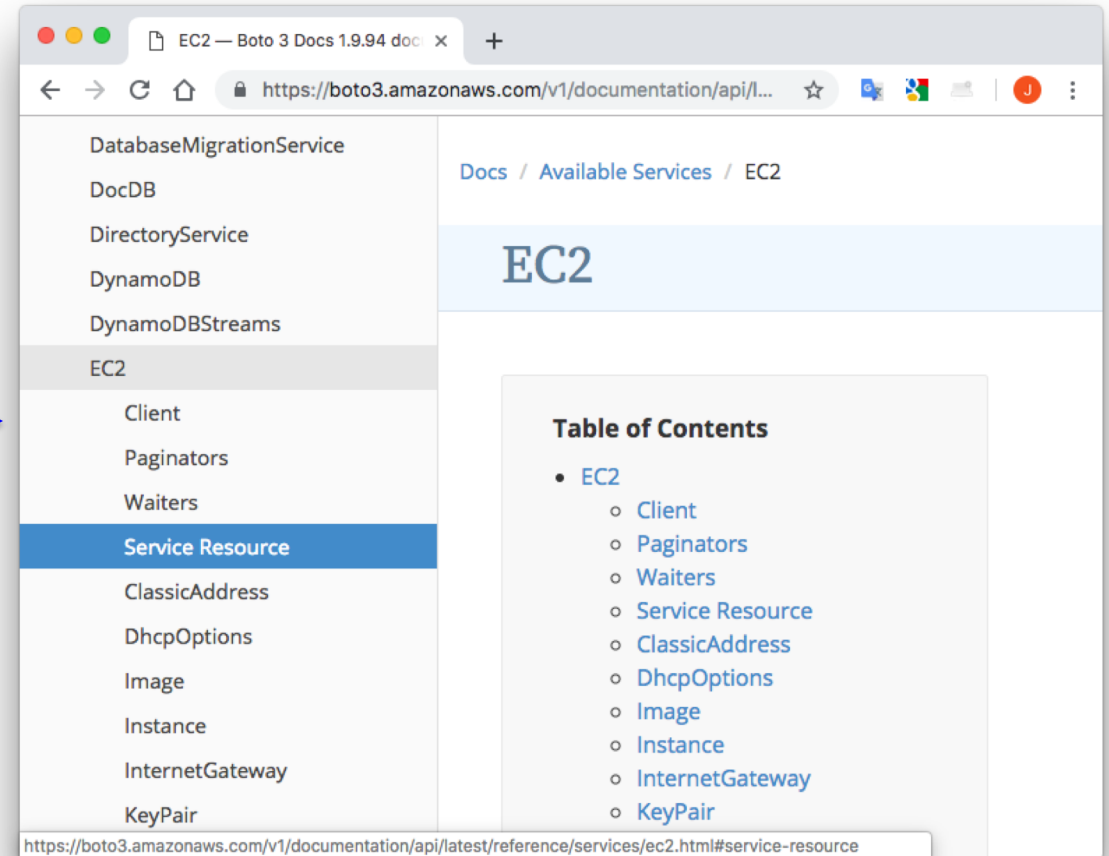 EC2 — Boto 3 Docs 1.9.94 doc
https://boto3.amazonaws.com/v1/documentation/api/l...
J
DatabaseMigrationService
DocDB
DirectoryService
DynamoDB
DynamoDBStreams
EC2
Client
Paginators
Waiters
Service Resource
ClassicAddress
DhcpOptions
Image
Instance
InternetGateway
KeyPair
Docs / Available Services / EC2
EC2
Table of Contents
EC2
Client
Paginators
Waiters
Service Resource
ClassicAddress
DhcpOptions
Image
Instance
InternetGateway
KeyPair
https://boto3.amazonaws.com/v1/documentation/api/latest/reference/services/ec2.html#service-resource